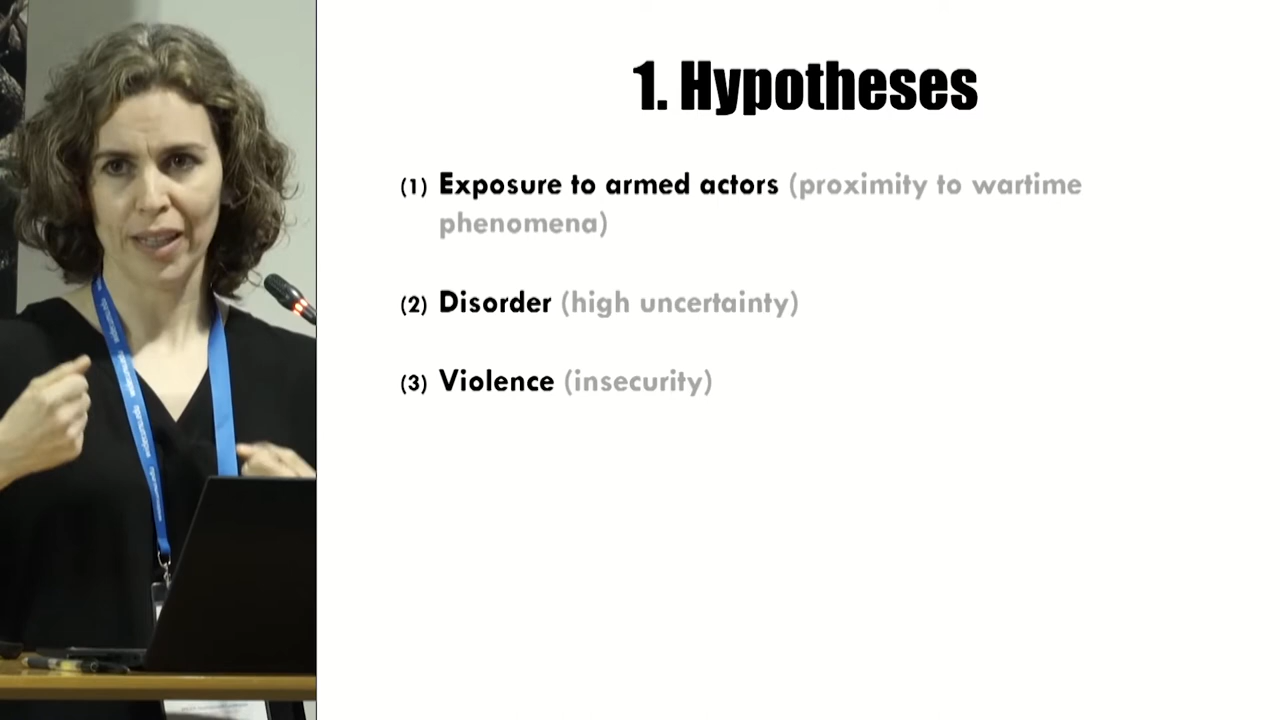 1. Hypotheses
(1) Exposure to armed actors (proximity to wartime
phenomena)
(2) Disorder (high uncertainty)
(3) Violence (insecurity)